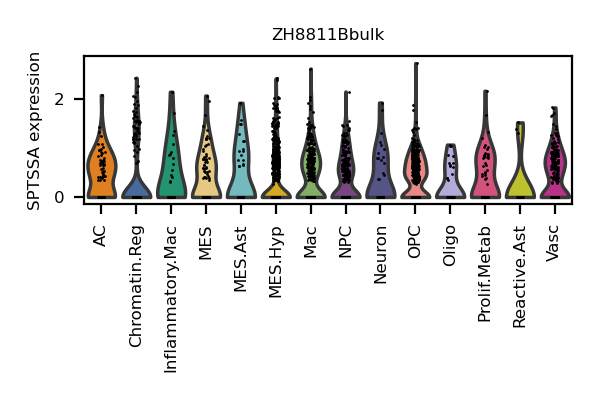 ZH8811Bbulk
STPSSA expression
2
0
AC
Chromatin.Reg
Inflammatory.Mac
MES
MES.Ast
MES.Hyp
Mac
NPC
Neuron
OPC
Oligo
Prolif.Metab
Reactive.Ast
Vasc